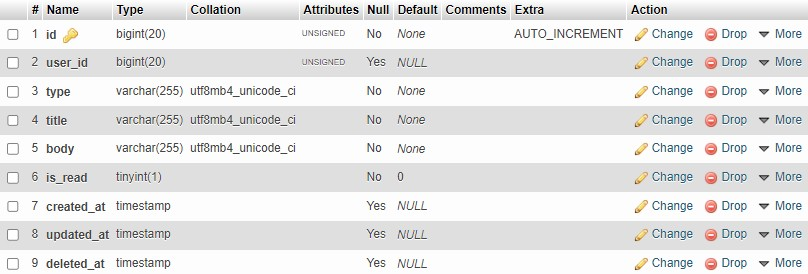 # Name Type Collation Attributes Null Default Comments Extra Action
1 id bigint(20) UNSIGNED No None AUTO_INCREMENT Change Drop More
2 user_id bigint(20) UNSIGNED Yes NULL Change Drop More
3 type varchar(255) utf8mb4_unicode_ci No None Change Drop More
4 title varchar(255) utf8mb4_unicode_ci No None Change Drop More
5 body varchar(255) utf8mb4_unicode_ci No None Change Drop More
6 is_read tinyint(1) No 0 Change Drop More
7 created_at timestamp Yes NULL Change Drop More
8 updated_at timestamp Yes NULL Change Drop More
9 deleted_at timestamp Yes NULL Change Drop More